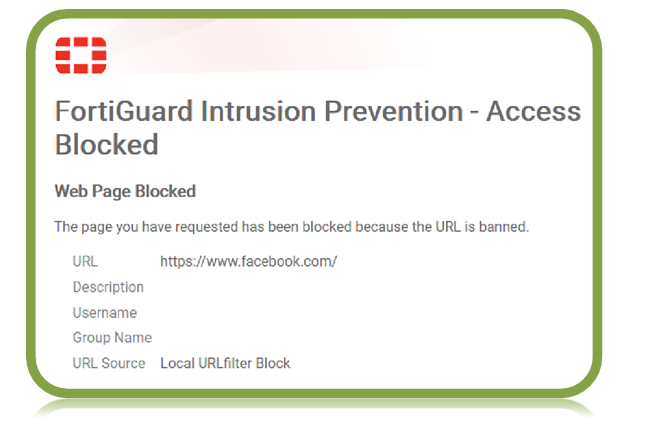 FortiGuard Intrusion Prevention - Access
Blocked
Web Page Blocked
The page you have requested has been blocked because the URL is banned.
URL https://www.facebook.com/
Description
Username
Group Name
URL Source Local URLfilter Block